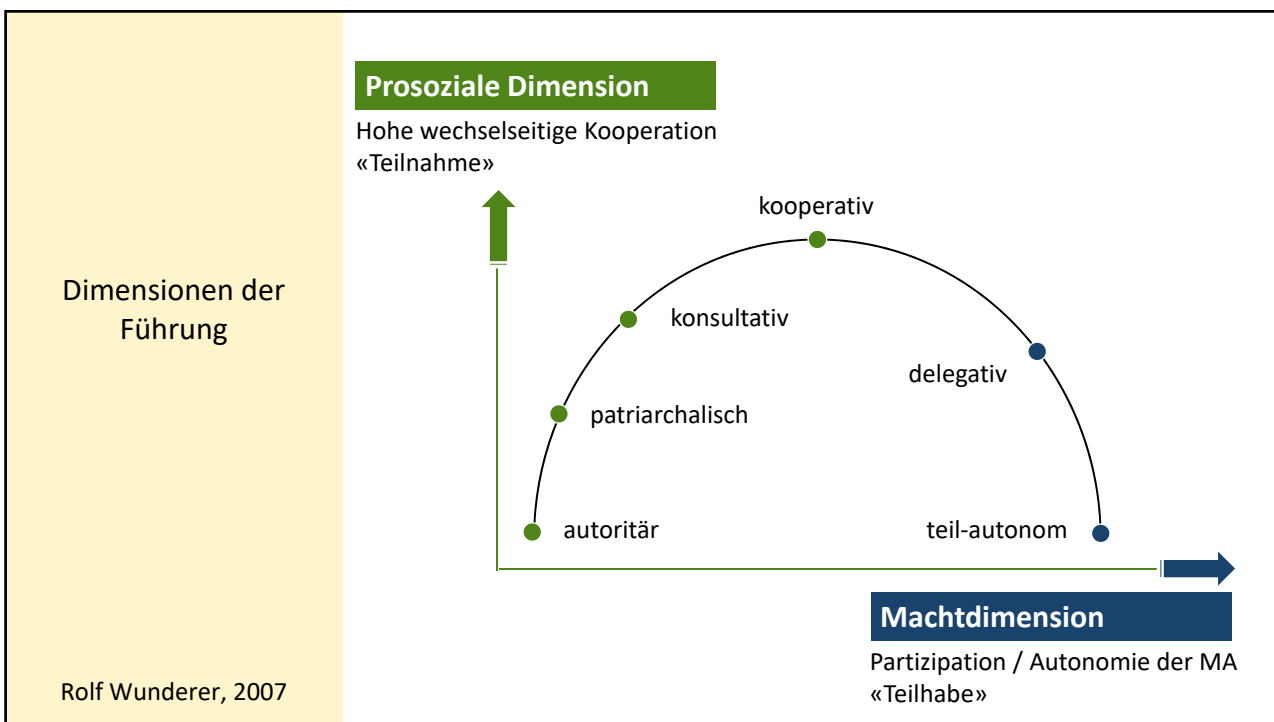 Dimensionen der
Führung
Rolf Wunderer, 2007
Prosoziale Dimension
Hohe wechselseitige Kooperation
«Teilnahme»
kooperativ
konsultativ
delegativ
patriarchalisch
autoritär
teil-autonom
Machtdimension
Partizipation / Autonomie der MA
«Teilhabe»